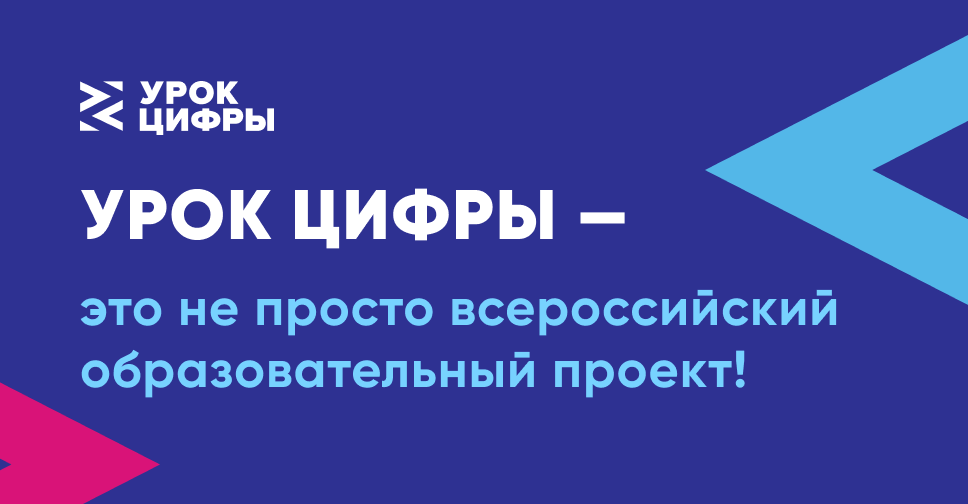 УРОК
ЦИФРЫ
УРОК ЦИФРЫ —
это не просто всероссийский
образовательный проект!